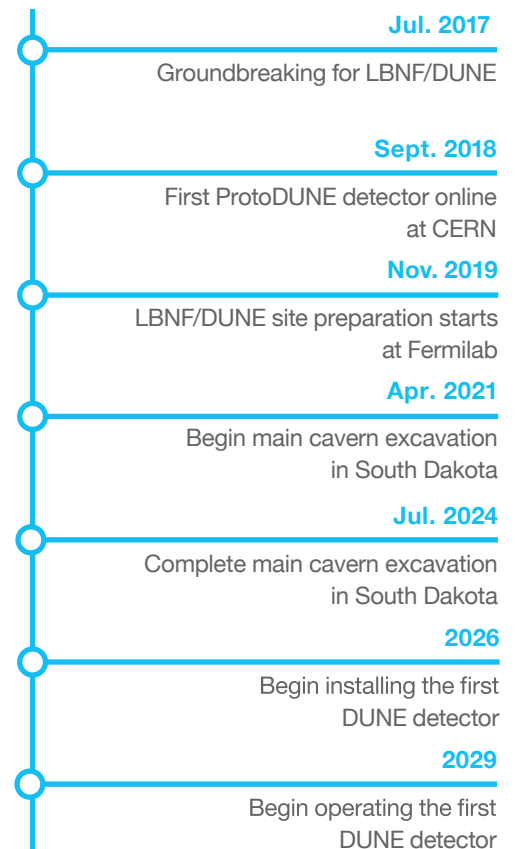 Jul. 2017
Groundbreaking for LBNF/DUNE
Sept. 2018
First ProtoDUNE detector online
at CERN
Nov. 2019
LBNF/DUNE site preparation starts
at Fermilab
Apr. 2021
Begin main cavern excavation
in South Dakota
Jul. 2024
Complete main cavern excavation
in South Dakota
2026
Begin installing the first
DUNE detector
2029
Begin operating the first
DUNE detector